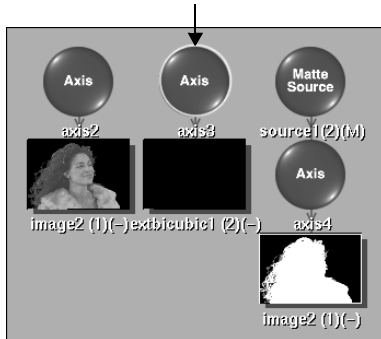 Axis
Axis
Matte
Source
axis2
axis3
source1(2)(M)
Axis
image2 (1)(-)
extbicubic1 (2)(-)
axis4
image2 (1)(-)